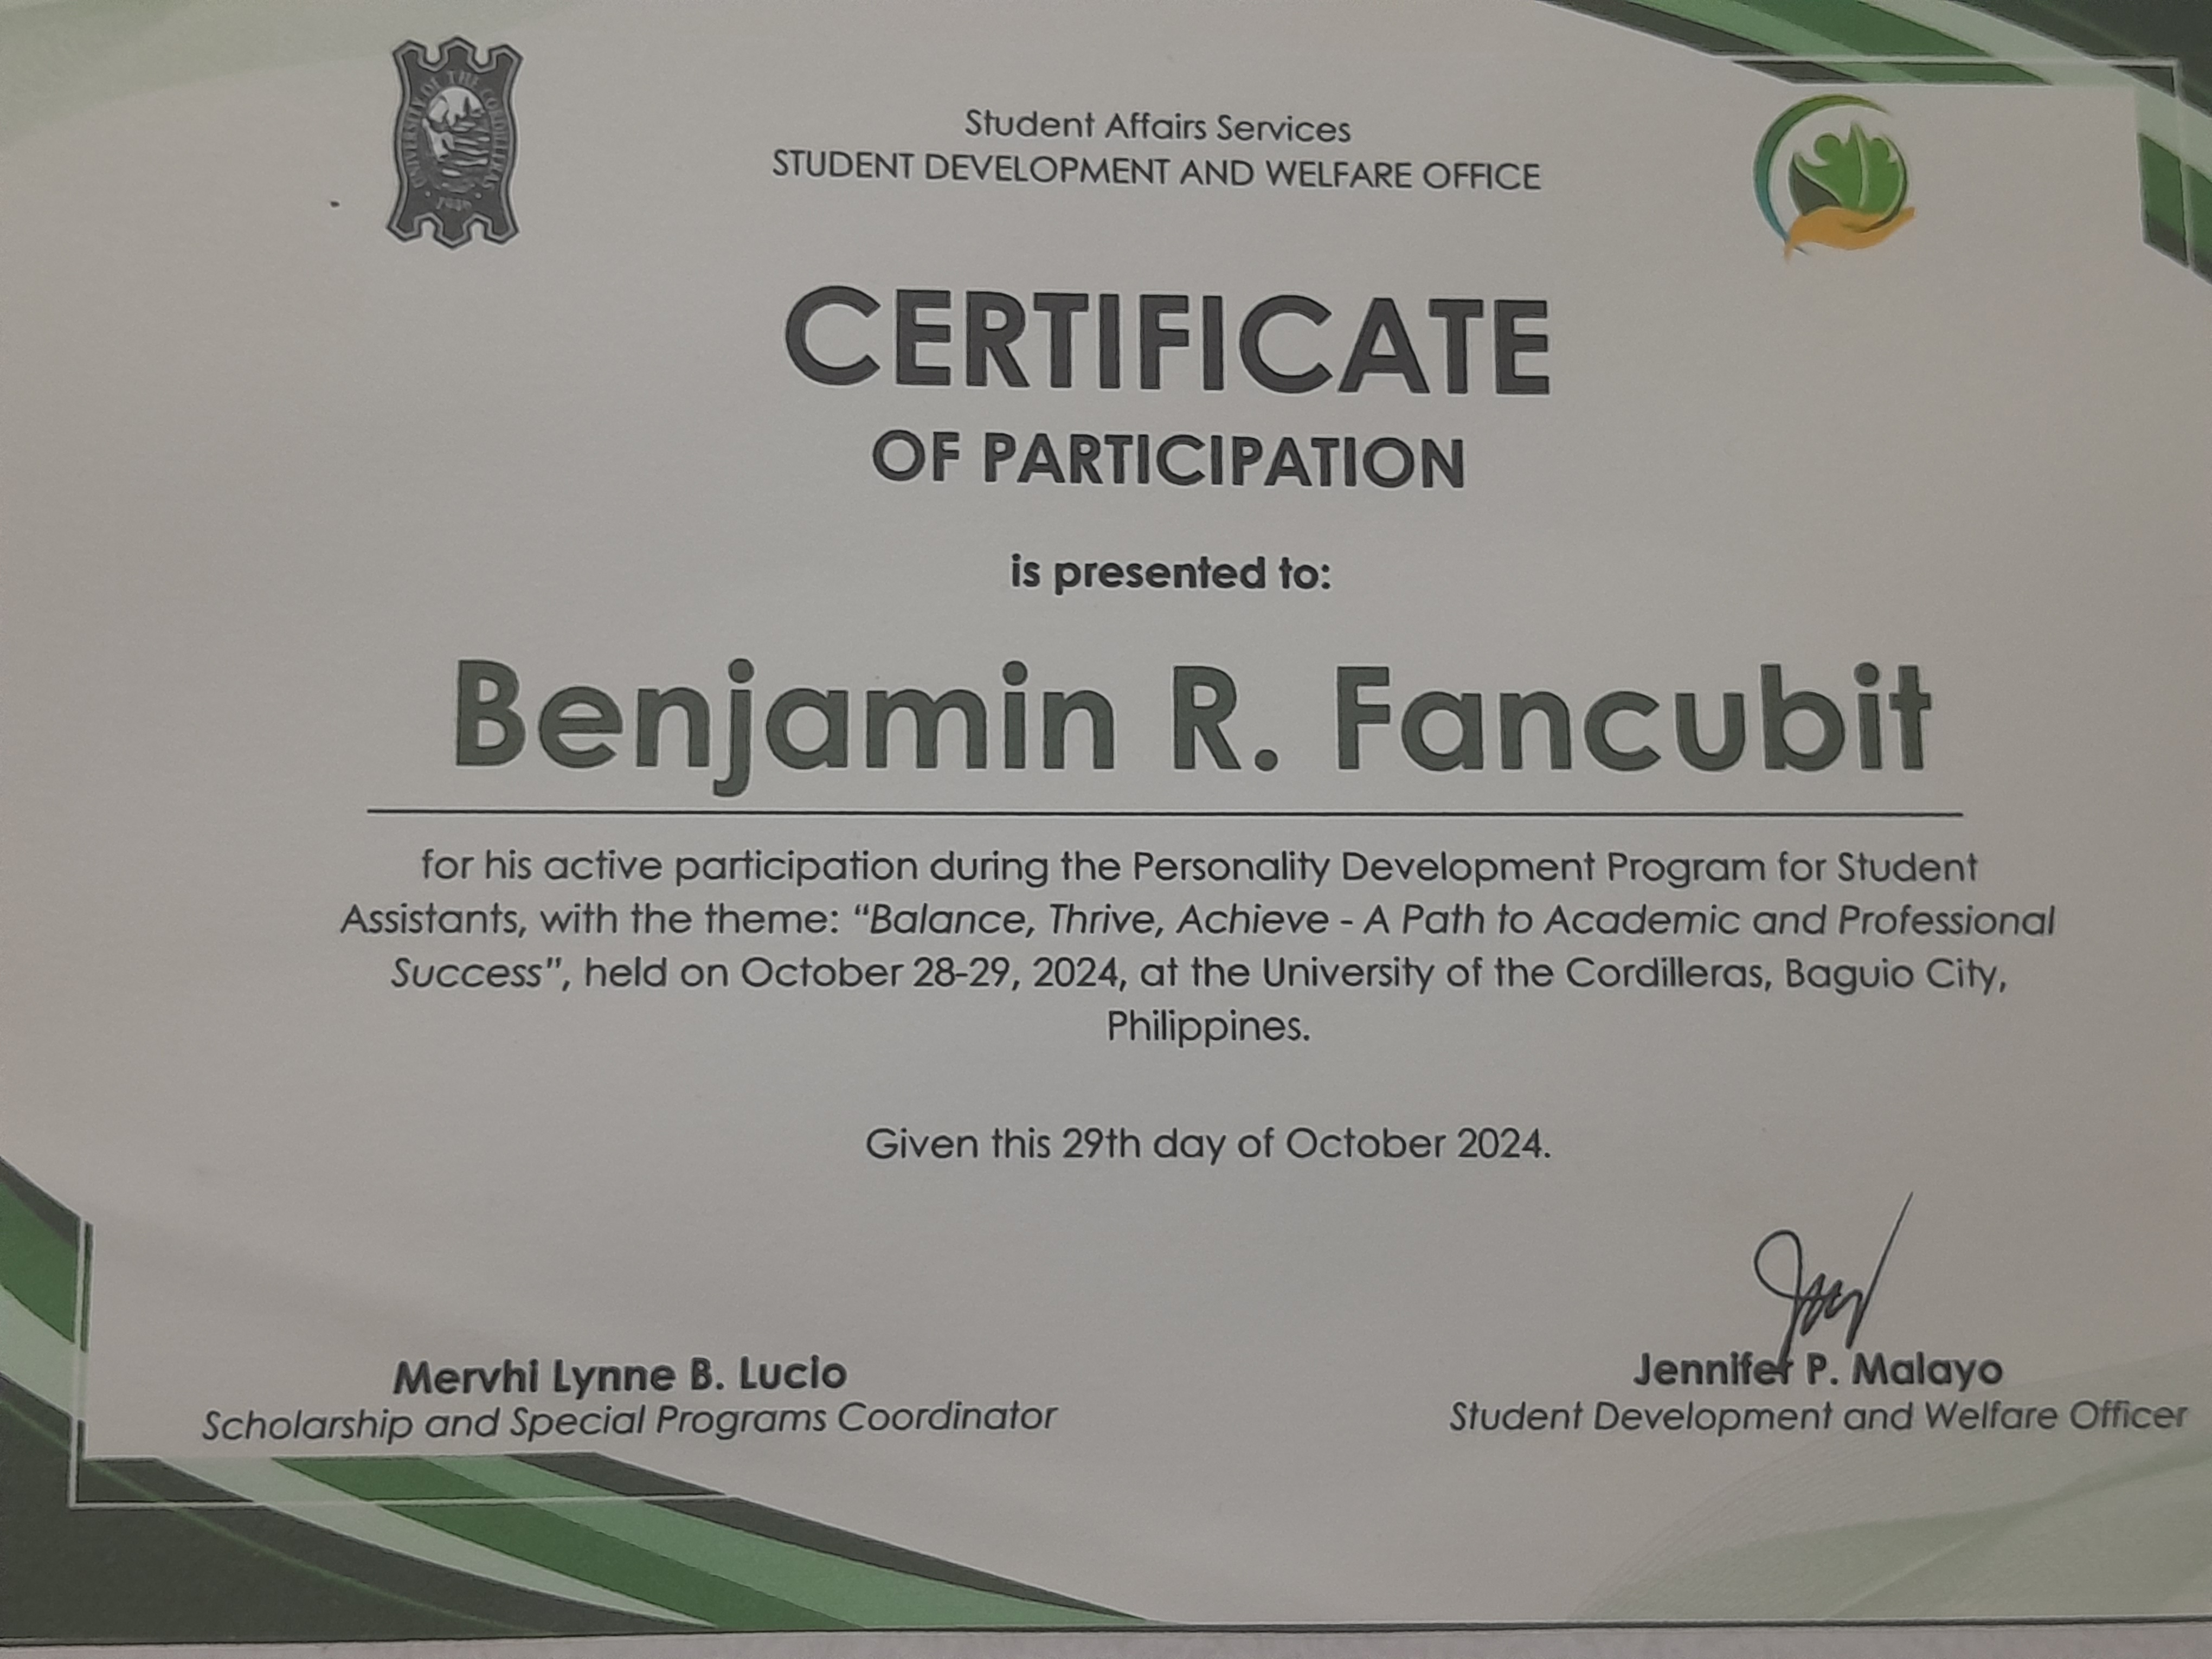 UNIVERSITY OF THE CORDILLERAS
1946
Student Affairs Services
STUDENT DEVELOPMENT AND WELFARE OFFICE
CERTIFICATE
OF PARTICIPATION
is presented to:
Benjamin R. Fancubit
for his active participation during the Personality Development Program for Student
Assistants, with the theme: “Balance, Thrive, Achieve - A Path to Academic and Professional
Success”, held on October 28-29, 2024, at the University of the Cordilleras, Baguio City,
Philippines.
Given this 29th day of October 2024.
Mervhi Lynne B. Lucio
Scholarship and Special Programs Coordinator
Jennifer P. Malayo
Student Development and Welfare Officer